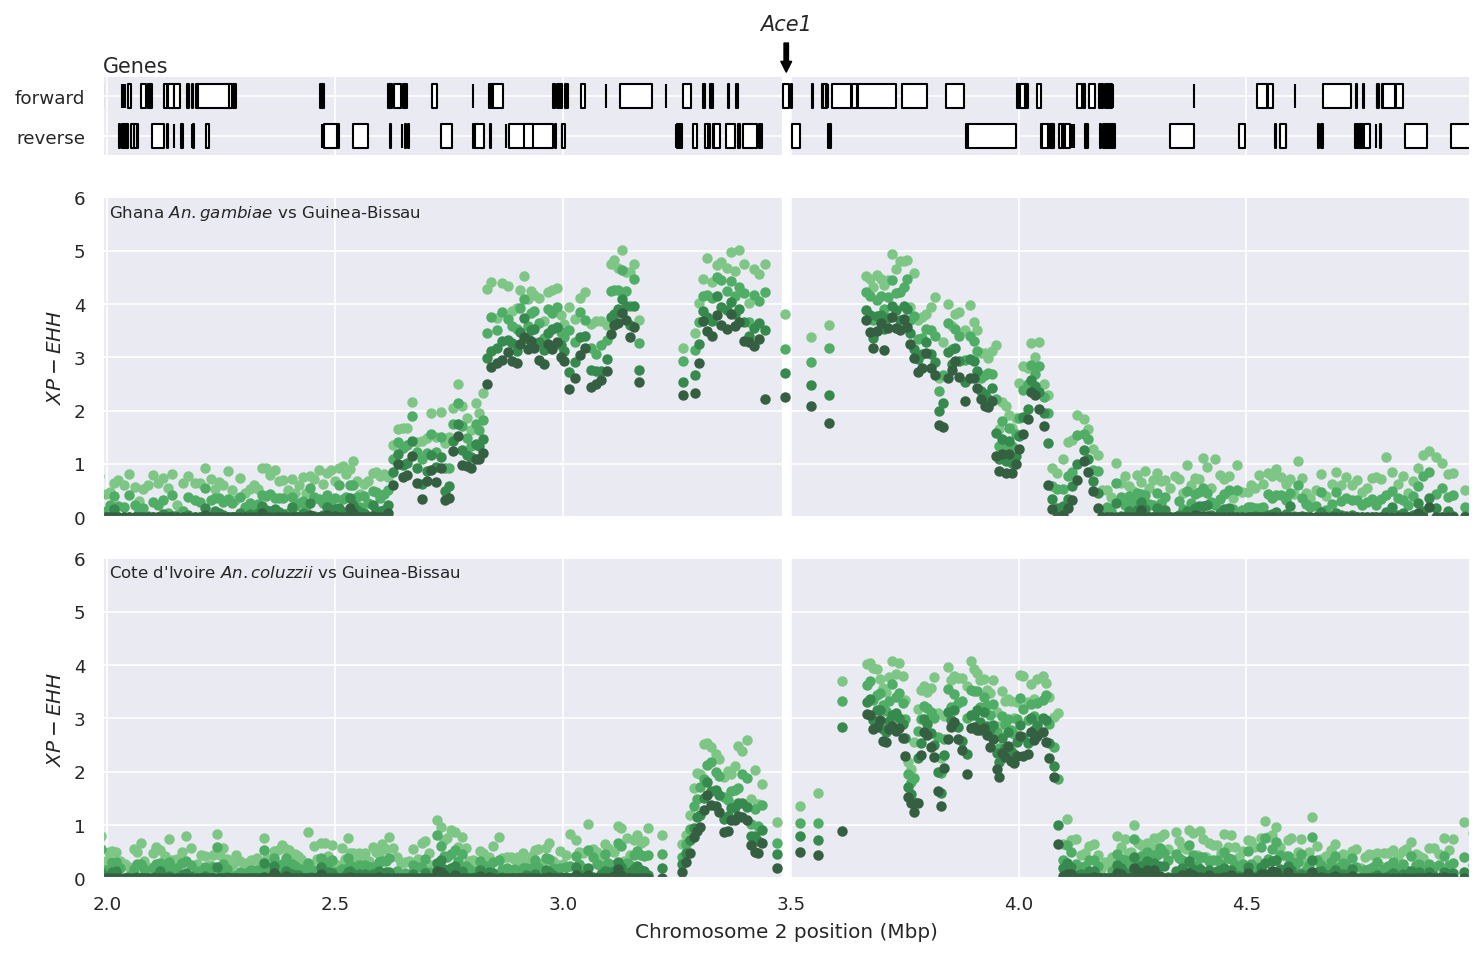 Ace1
Genes
forward
reverse
6
Ghana An. gambiae vs Guinea-Bissau
5
4
3
2
1
0
XP − EHH
6
Cote d'Ivoire An. coluzzii vs Guinea-Bissau
5
4
3
2
1
0
XP − EHH
2.0 2.5 3.0 3.5 4.0 4.5
Chromosome 2 position (Mbp)